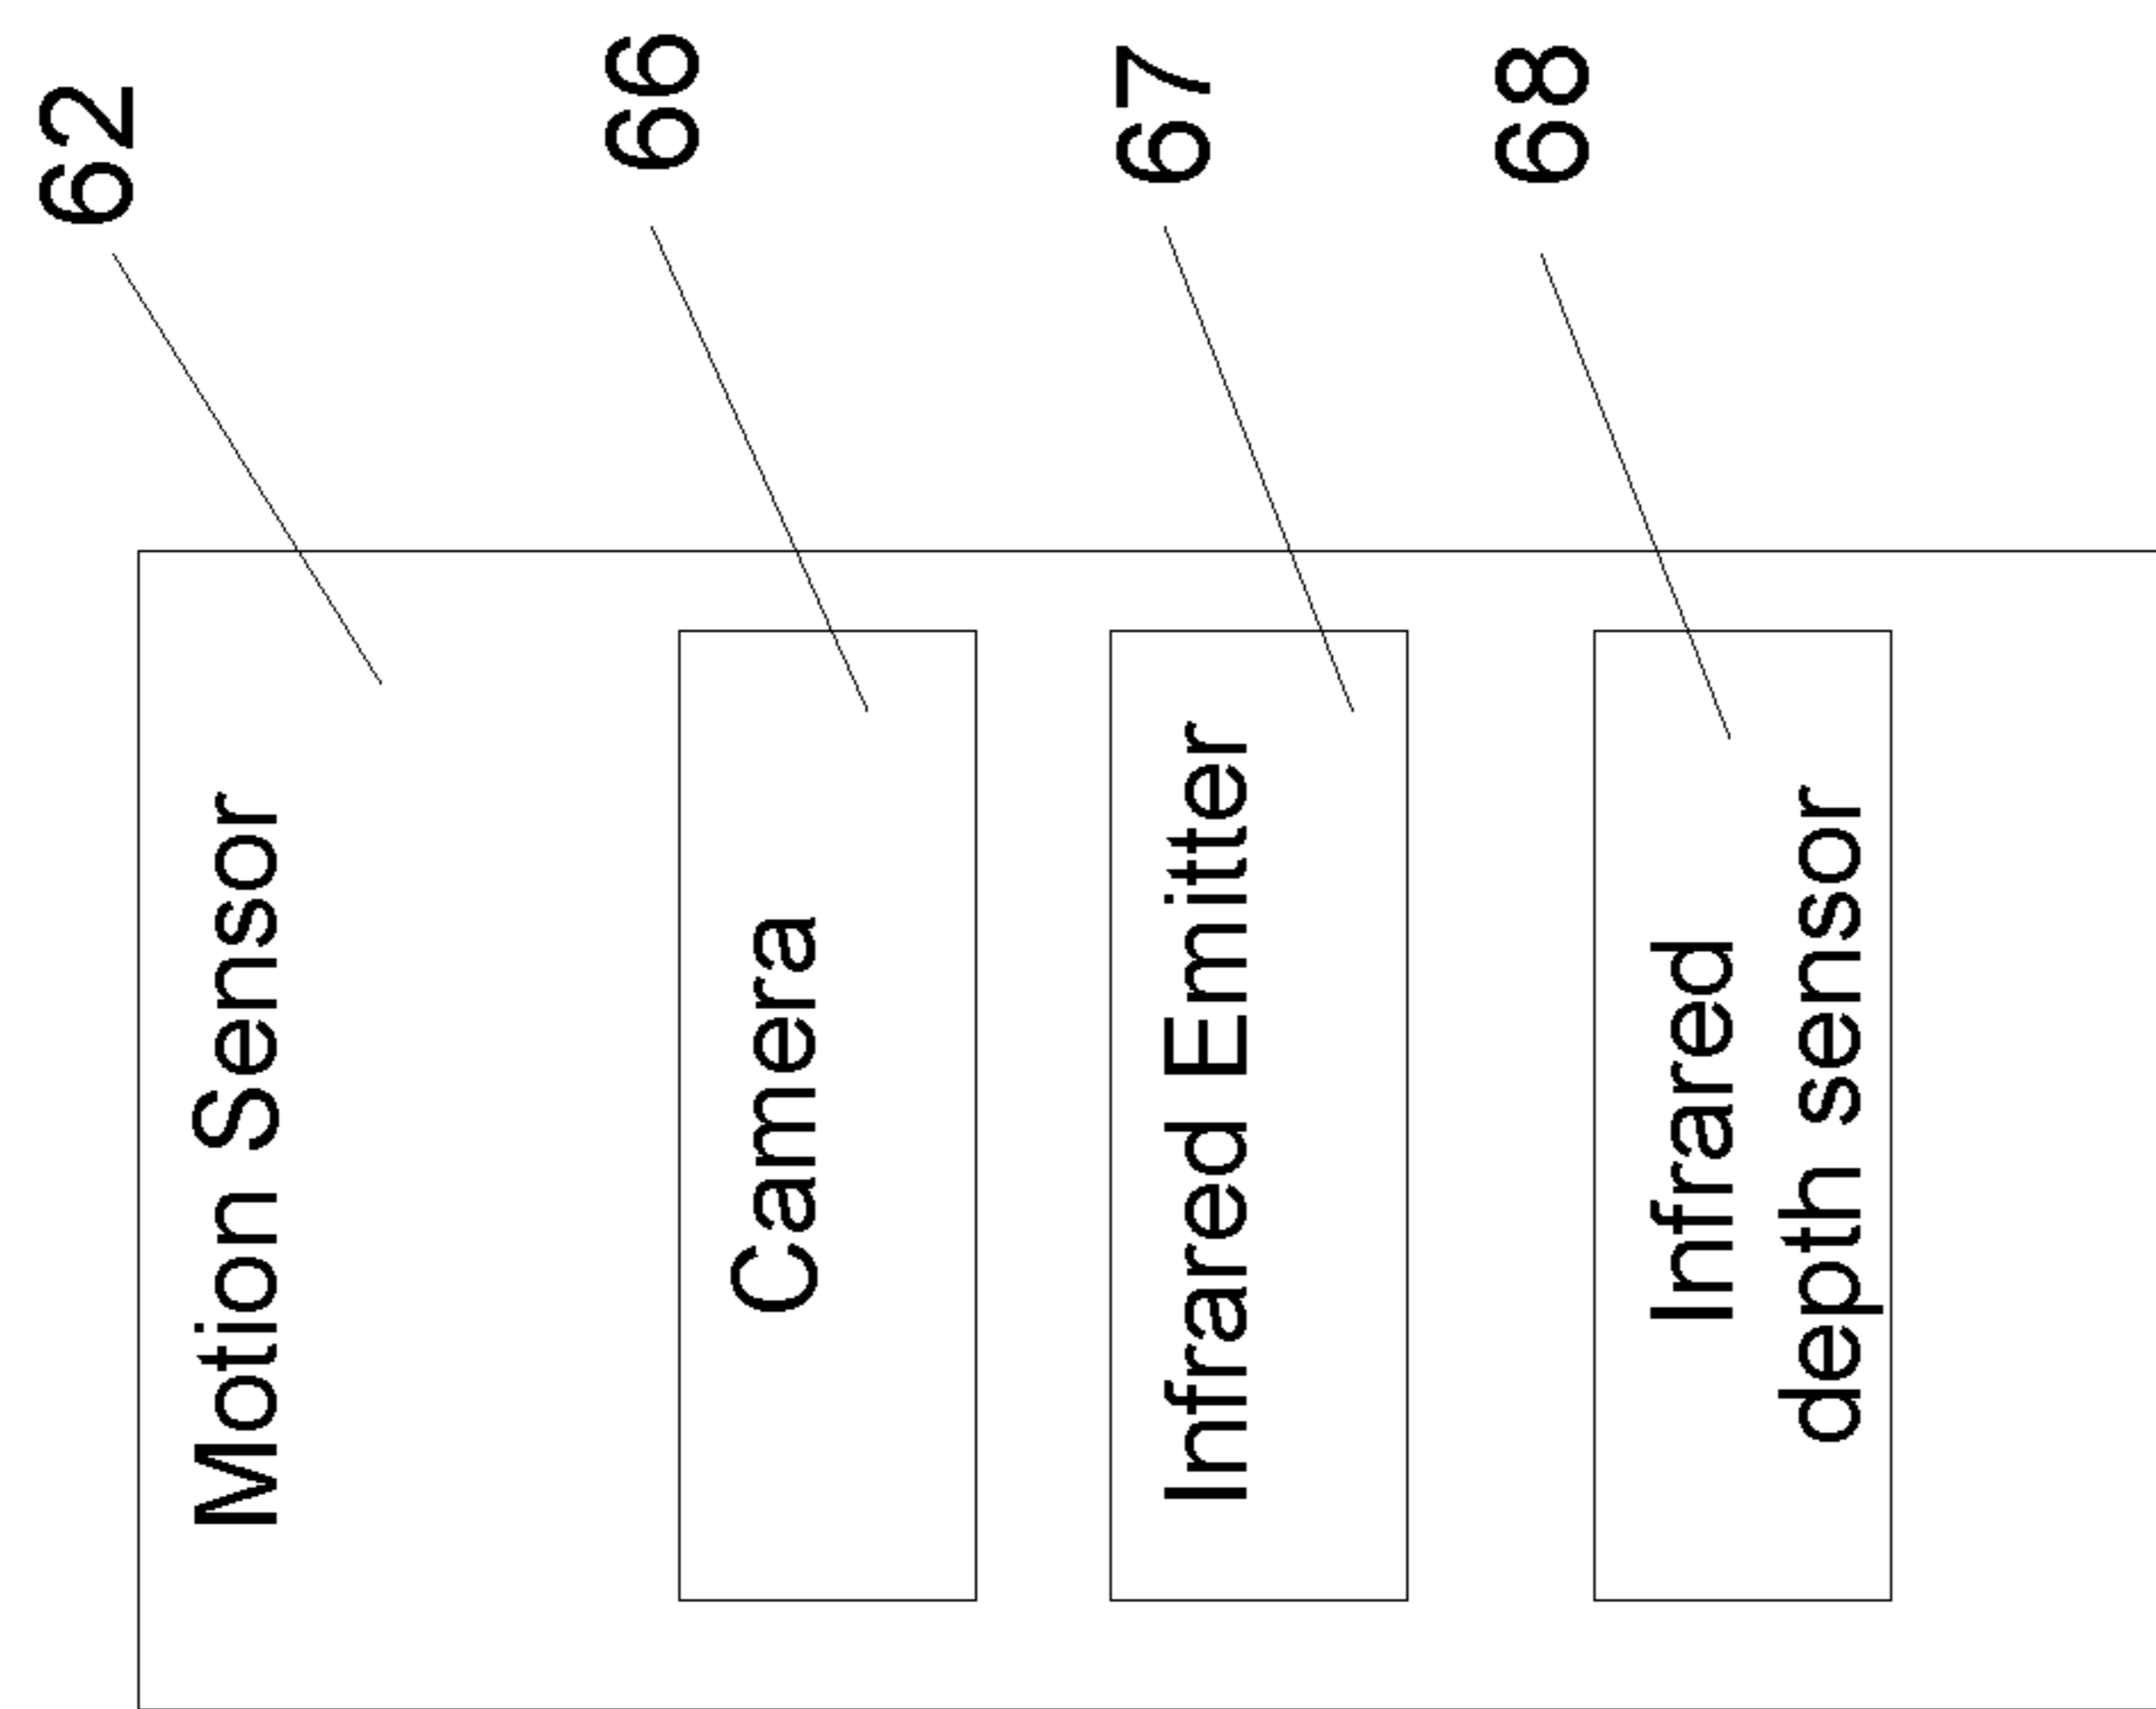 62
Motion Sensor
66
Camera
67
Infrared Emitter
68
Infrared
depth sensor